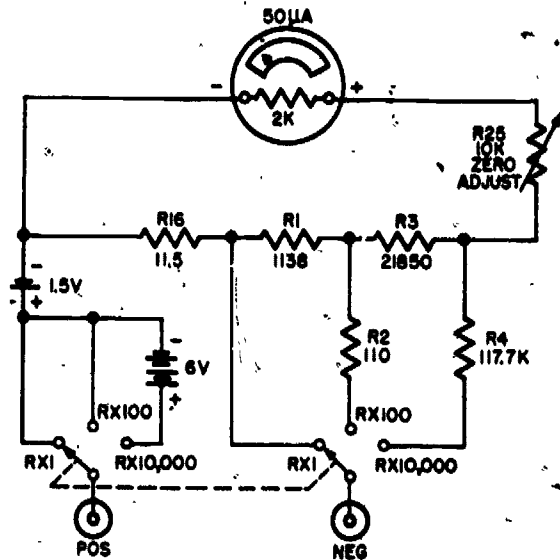 50μA
- +
2K
R25
10K
ZERO
ADJUST
R16
11.5
R1
1138
R3
21850
-
1.5V
+
-
6V
+
R2
110
R4
117.7K
RX100
RX1
RX10,000
RX100
RX1
RX10,000
POS
NEG